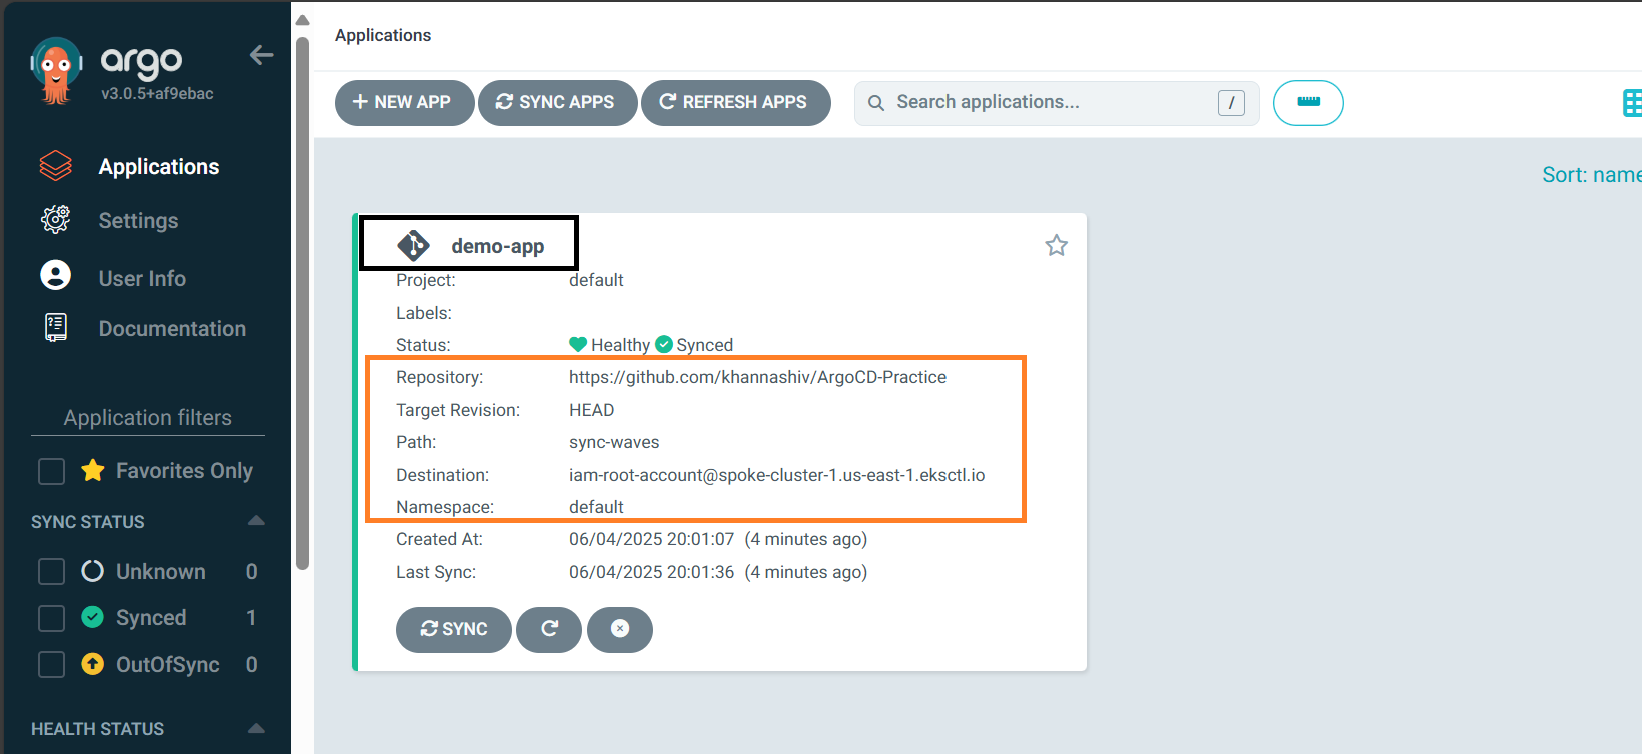 argo
v3.0.5+af9ebac
Applications
Settings
User Info
Documentation
Application filters
Favorites Only
SYNC STATUS
Unknown 0
Synced 1
OutOfSync 0
HEALTH STATUS
Applications
NEW APP SYNC APPS REFRESH APPS Search applications... /
Sort: name
demo-app
Project: default
Labels:
Status: Healthy Synced
Repository: https://github.com/khannashiv/ArgoCD-Practice
Target Revision: HEAD
Path: sync-waves
Destination: iam-root-account@spoke-cluster-1.us-east-1.eksctl.io
Namespace: default
Created At: 06/04/2025 20:01:07 (4 minutes ago)
Last Sync: 06/04/2025 20:01:36 (4 minutes ago)
SYNC